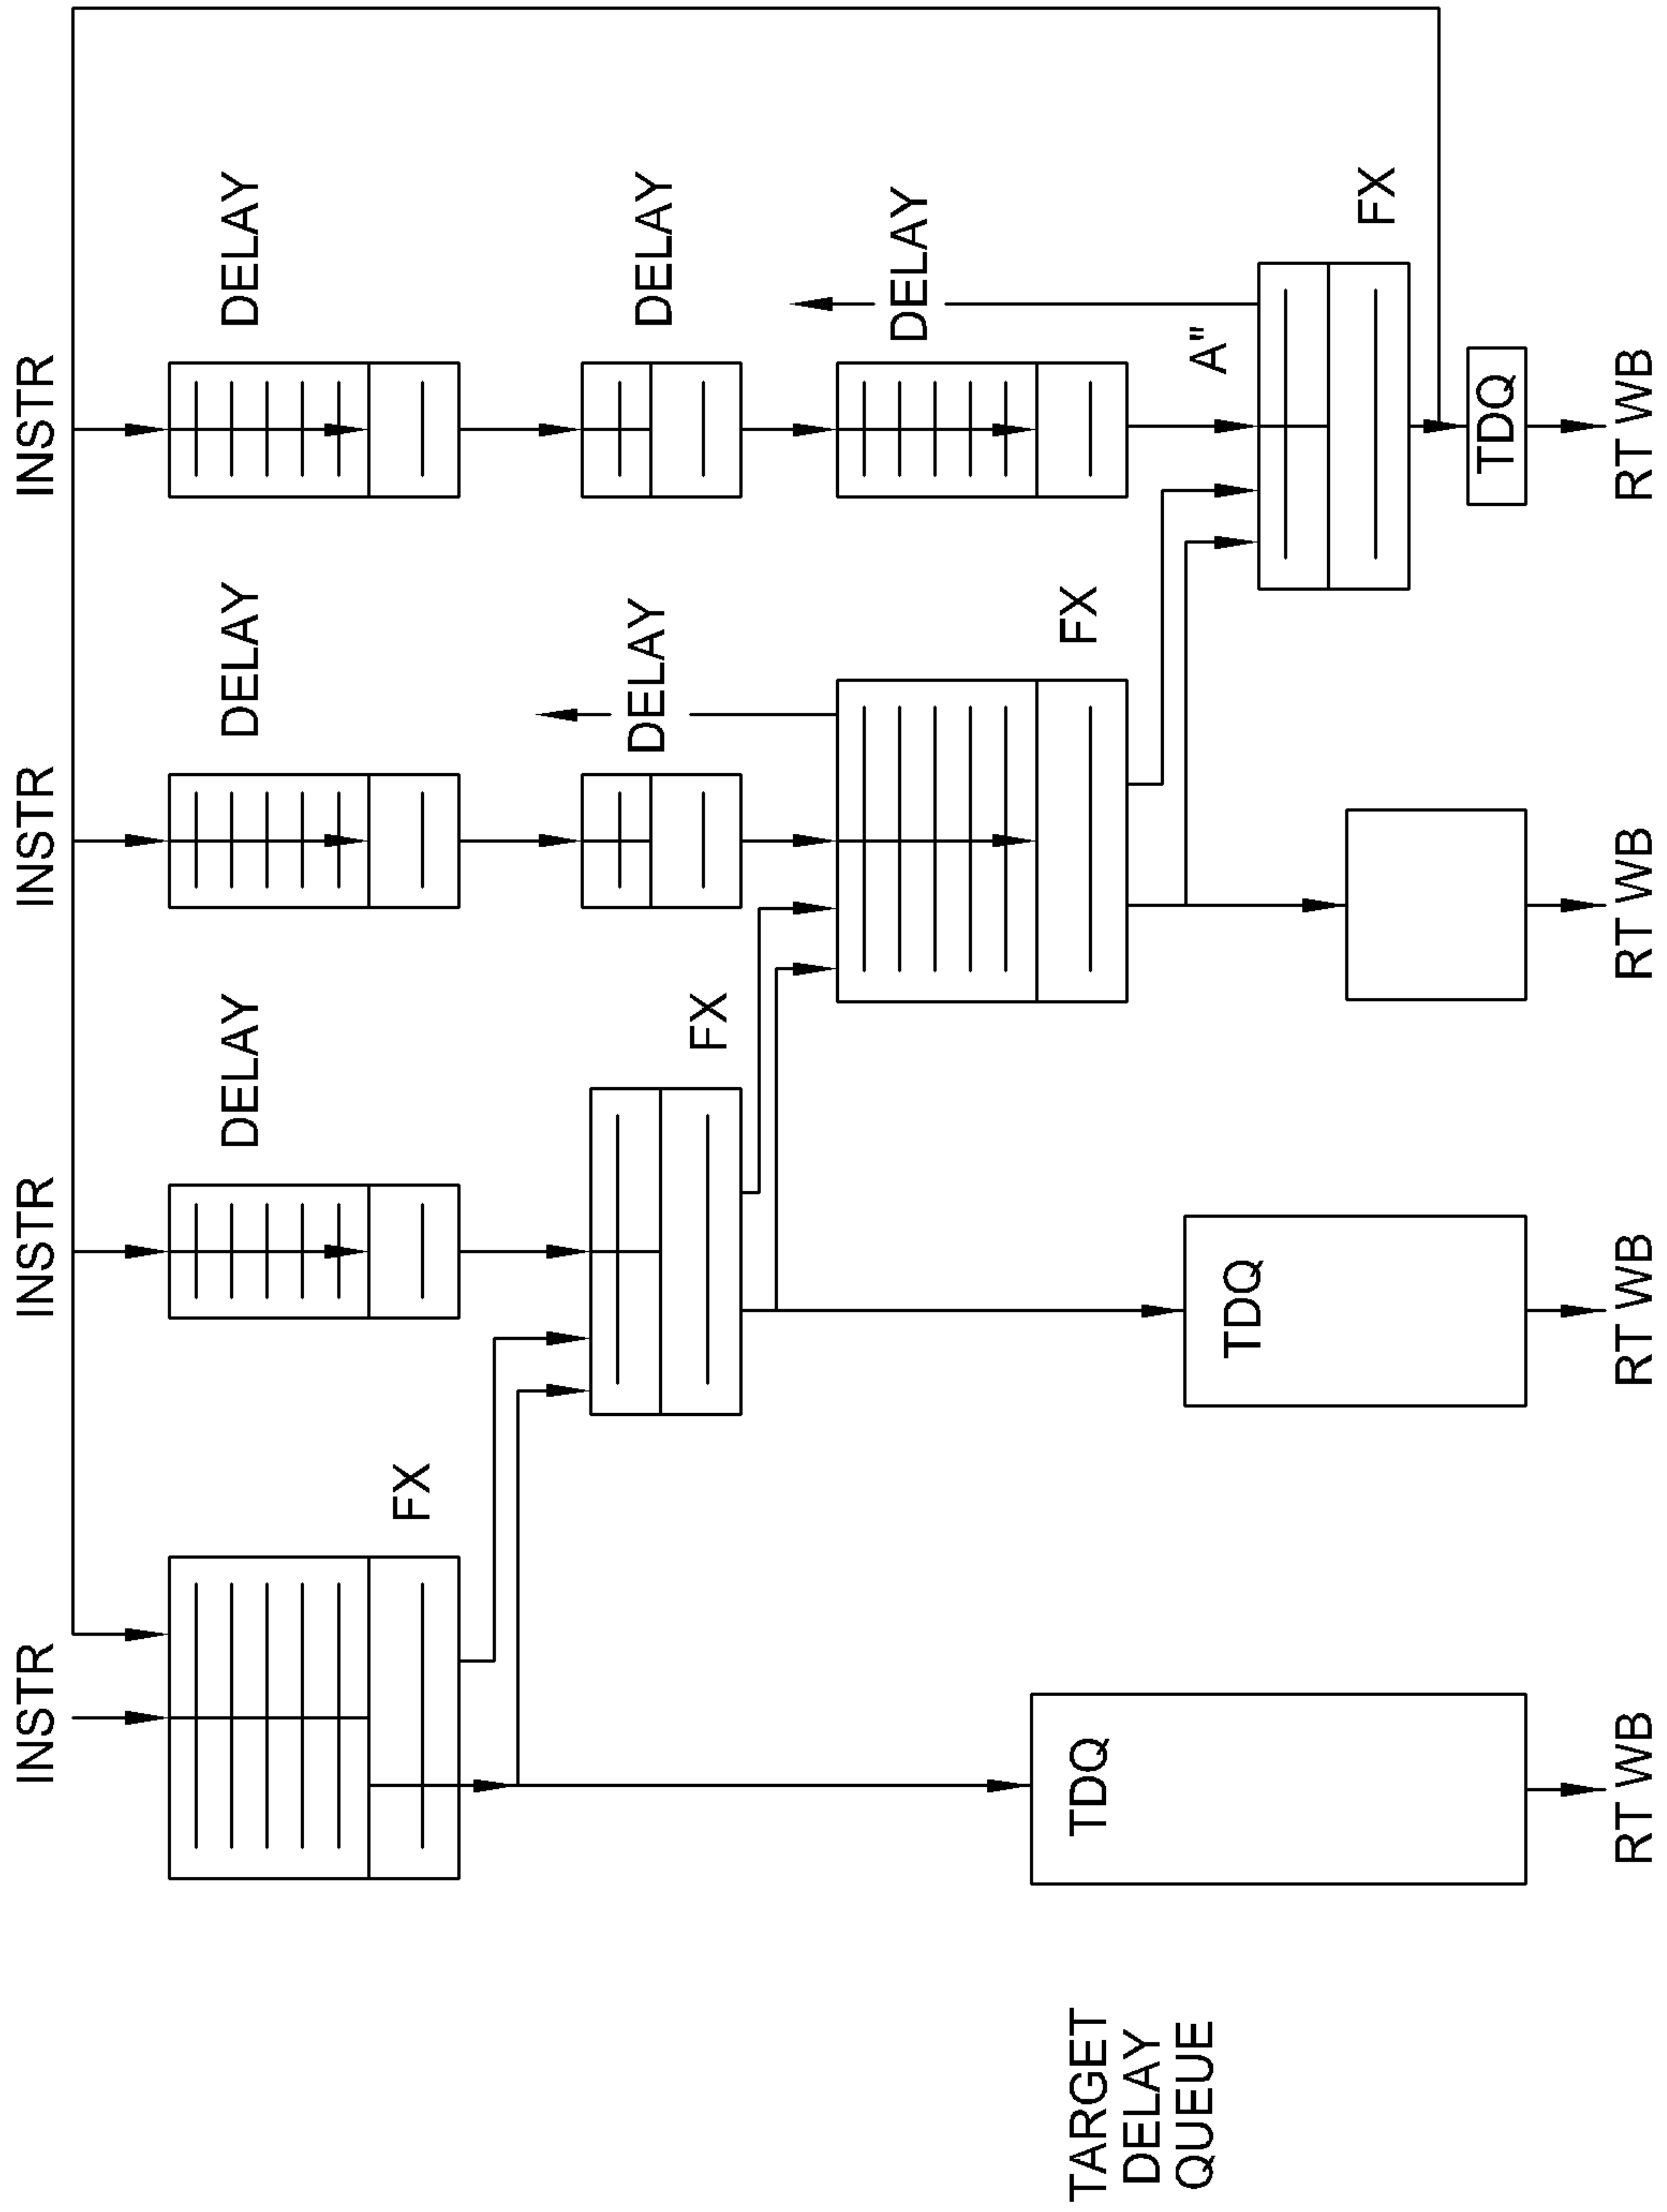 INSTR
INSTR
INSTR
INSTR
DELAY
DELAY
DELAY
FX
DELAY
DELAY
FX
DELAY
FX
TARGET
DELAY
QUEUE
TDQ
A"
TDQ
FX
TDQ
RT WB
RT WB
RT WB
RT WB